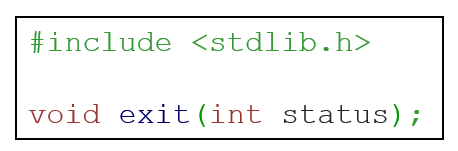 #include <stdlib.h>
void exit(int status);